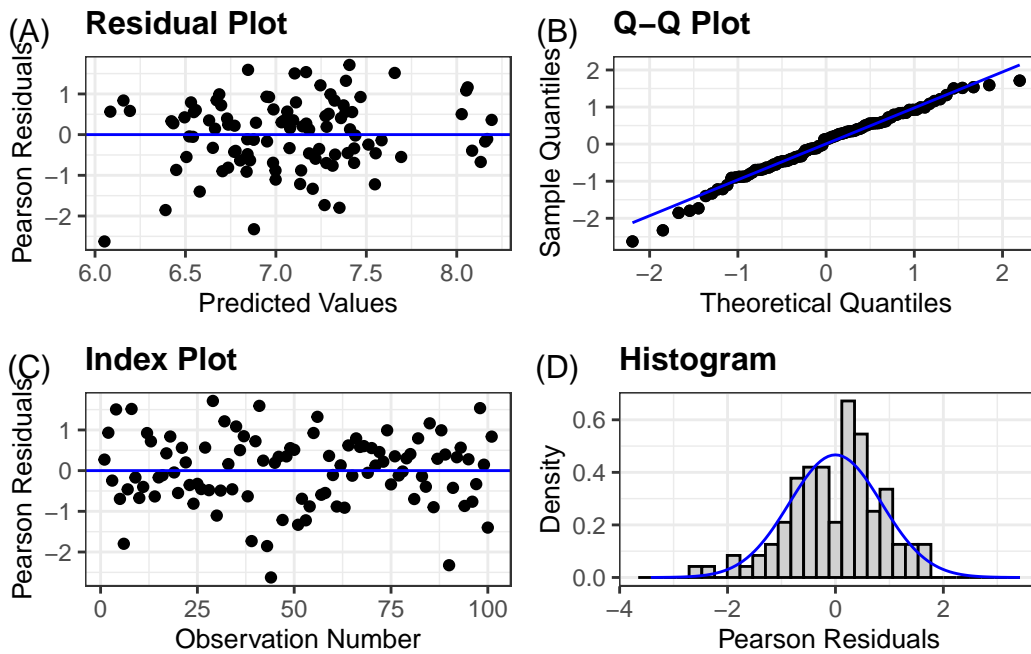 (A) Residual Plot
Pearson Residuals
1
0
−1
−2
6.0 6.5 7.0 7.5 8.0
Predicted Values
(B) Q−Q Plot
Sample Quantiles
2
1
0
−1
−2
−2 −1 0 1 2
Theoretical Quantiles
(C) Index Plot
Pearson Residuals
1
0
−1
−2
0 25 50 75 100
Observation Number
(D) Histogram
Density
0.6
0.4
0.2
0.0
−4 −2 0 2
Pearson Residuals